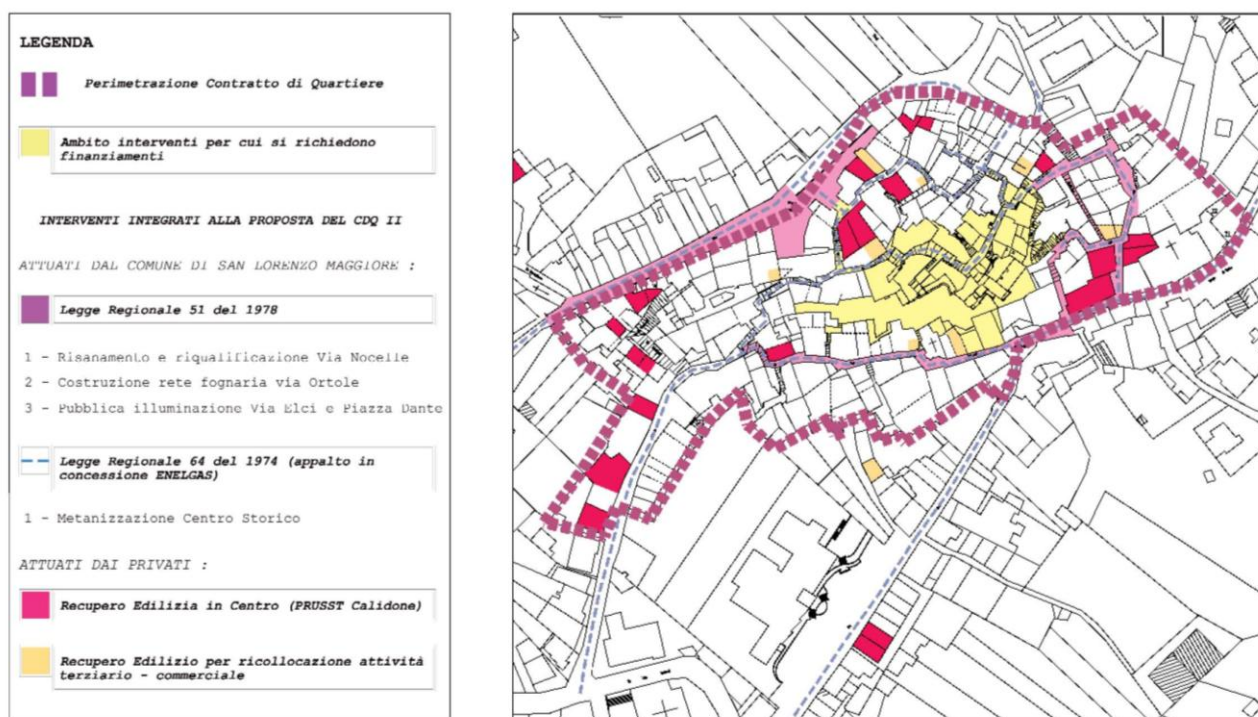 LEGENDA
Perimetrazione Contratto di Quartiere
Ambito interventi per cui si richiedono
finanziamenti
INTERVENTI INTEGRATI ALLA PROPOSTA DEL CDQ II
ATTUATI DAL COMUNE DI SAN LORENZO MAGGIORE :
Legge Regionale 51 del 1978
1 - Risanamento e riqualificazione Via Nocelle
2 - Costruzione rete fognaria via Ortole
3 - Pubblica illuminazione Via Elci e Piazza Dante
Legge Regionale 64 del 1974 (appalto in
concessione ENELGAS)
1 - Metanizzazione Centro Storico
ATTUATI DAI PRIVATI :
Recupero Edilizia in Centro (PRUSST Calidone)
Recupero Edilizio per ricollocazione attività
terziario - commerciale